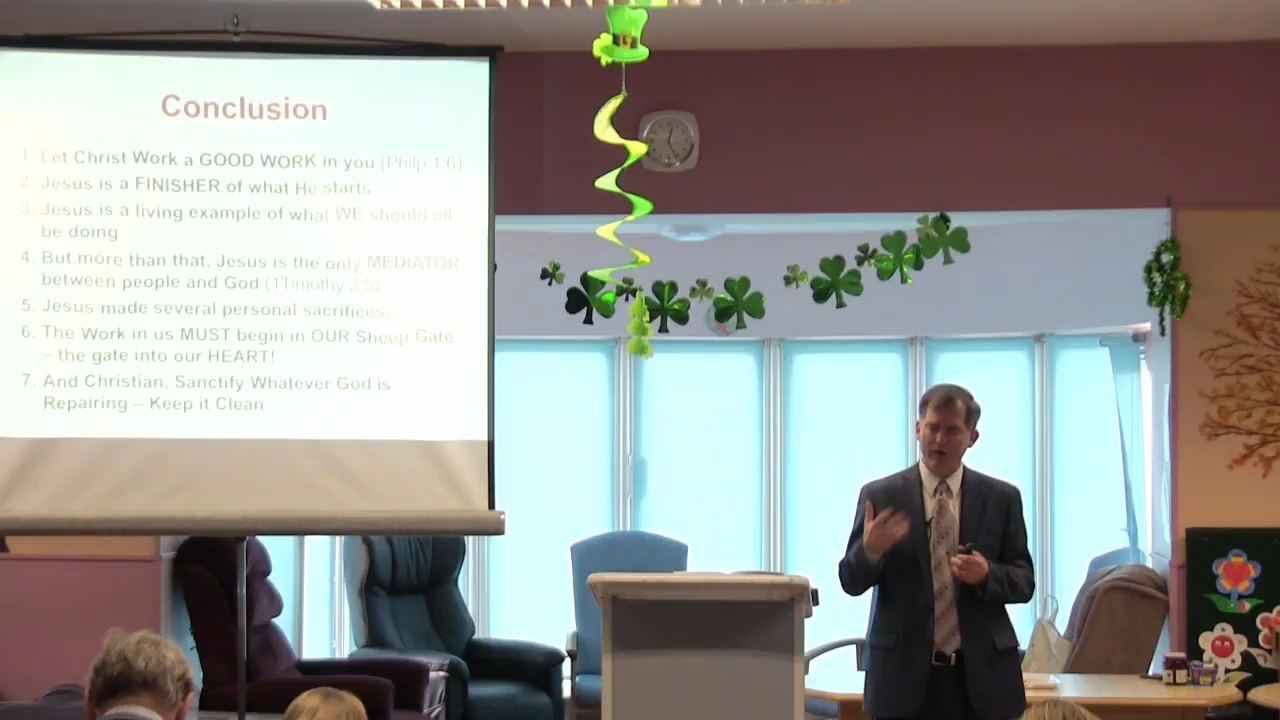 Conclusion
1. Let Christ Work a GOOD WORK in you (Philp 1:6)
2. Jesus is a FINISHER of what He starts
3. Jesus is a living example of what WE should all
be doing
4. But more than that, Jesus is the only MEDIATOR
between people and God (1Timothy 2:5)
5. Jesus made several personal sacrifices...
6. The Work in us MUST begin in OUR Sheep Gate
– the gate into our HEART!
7. And Christian, Sanctify Whatever God is
Repairing – Keep it Clean